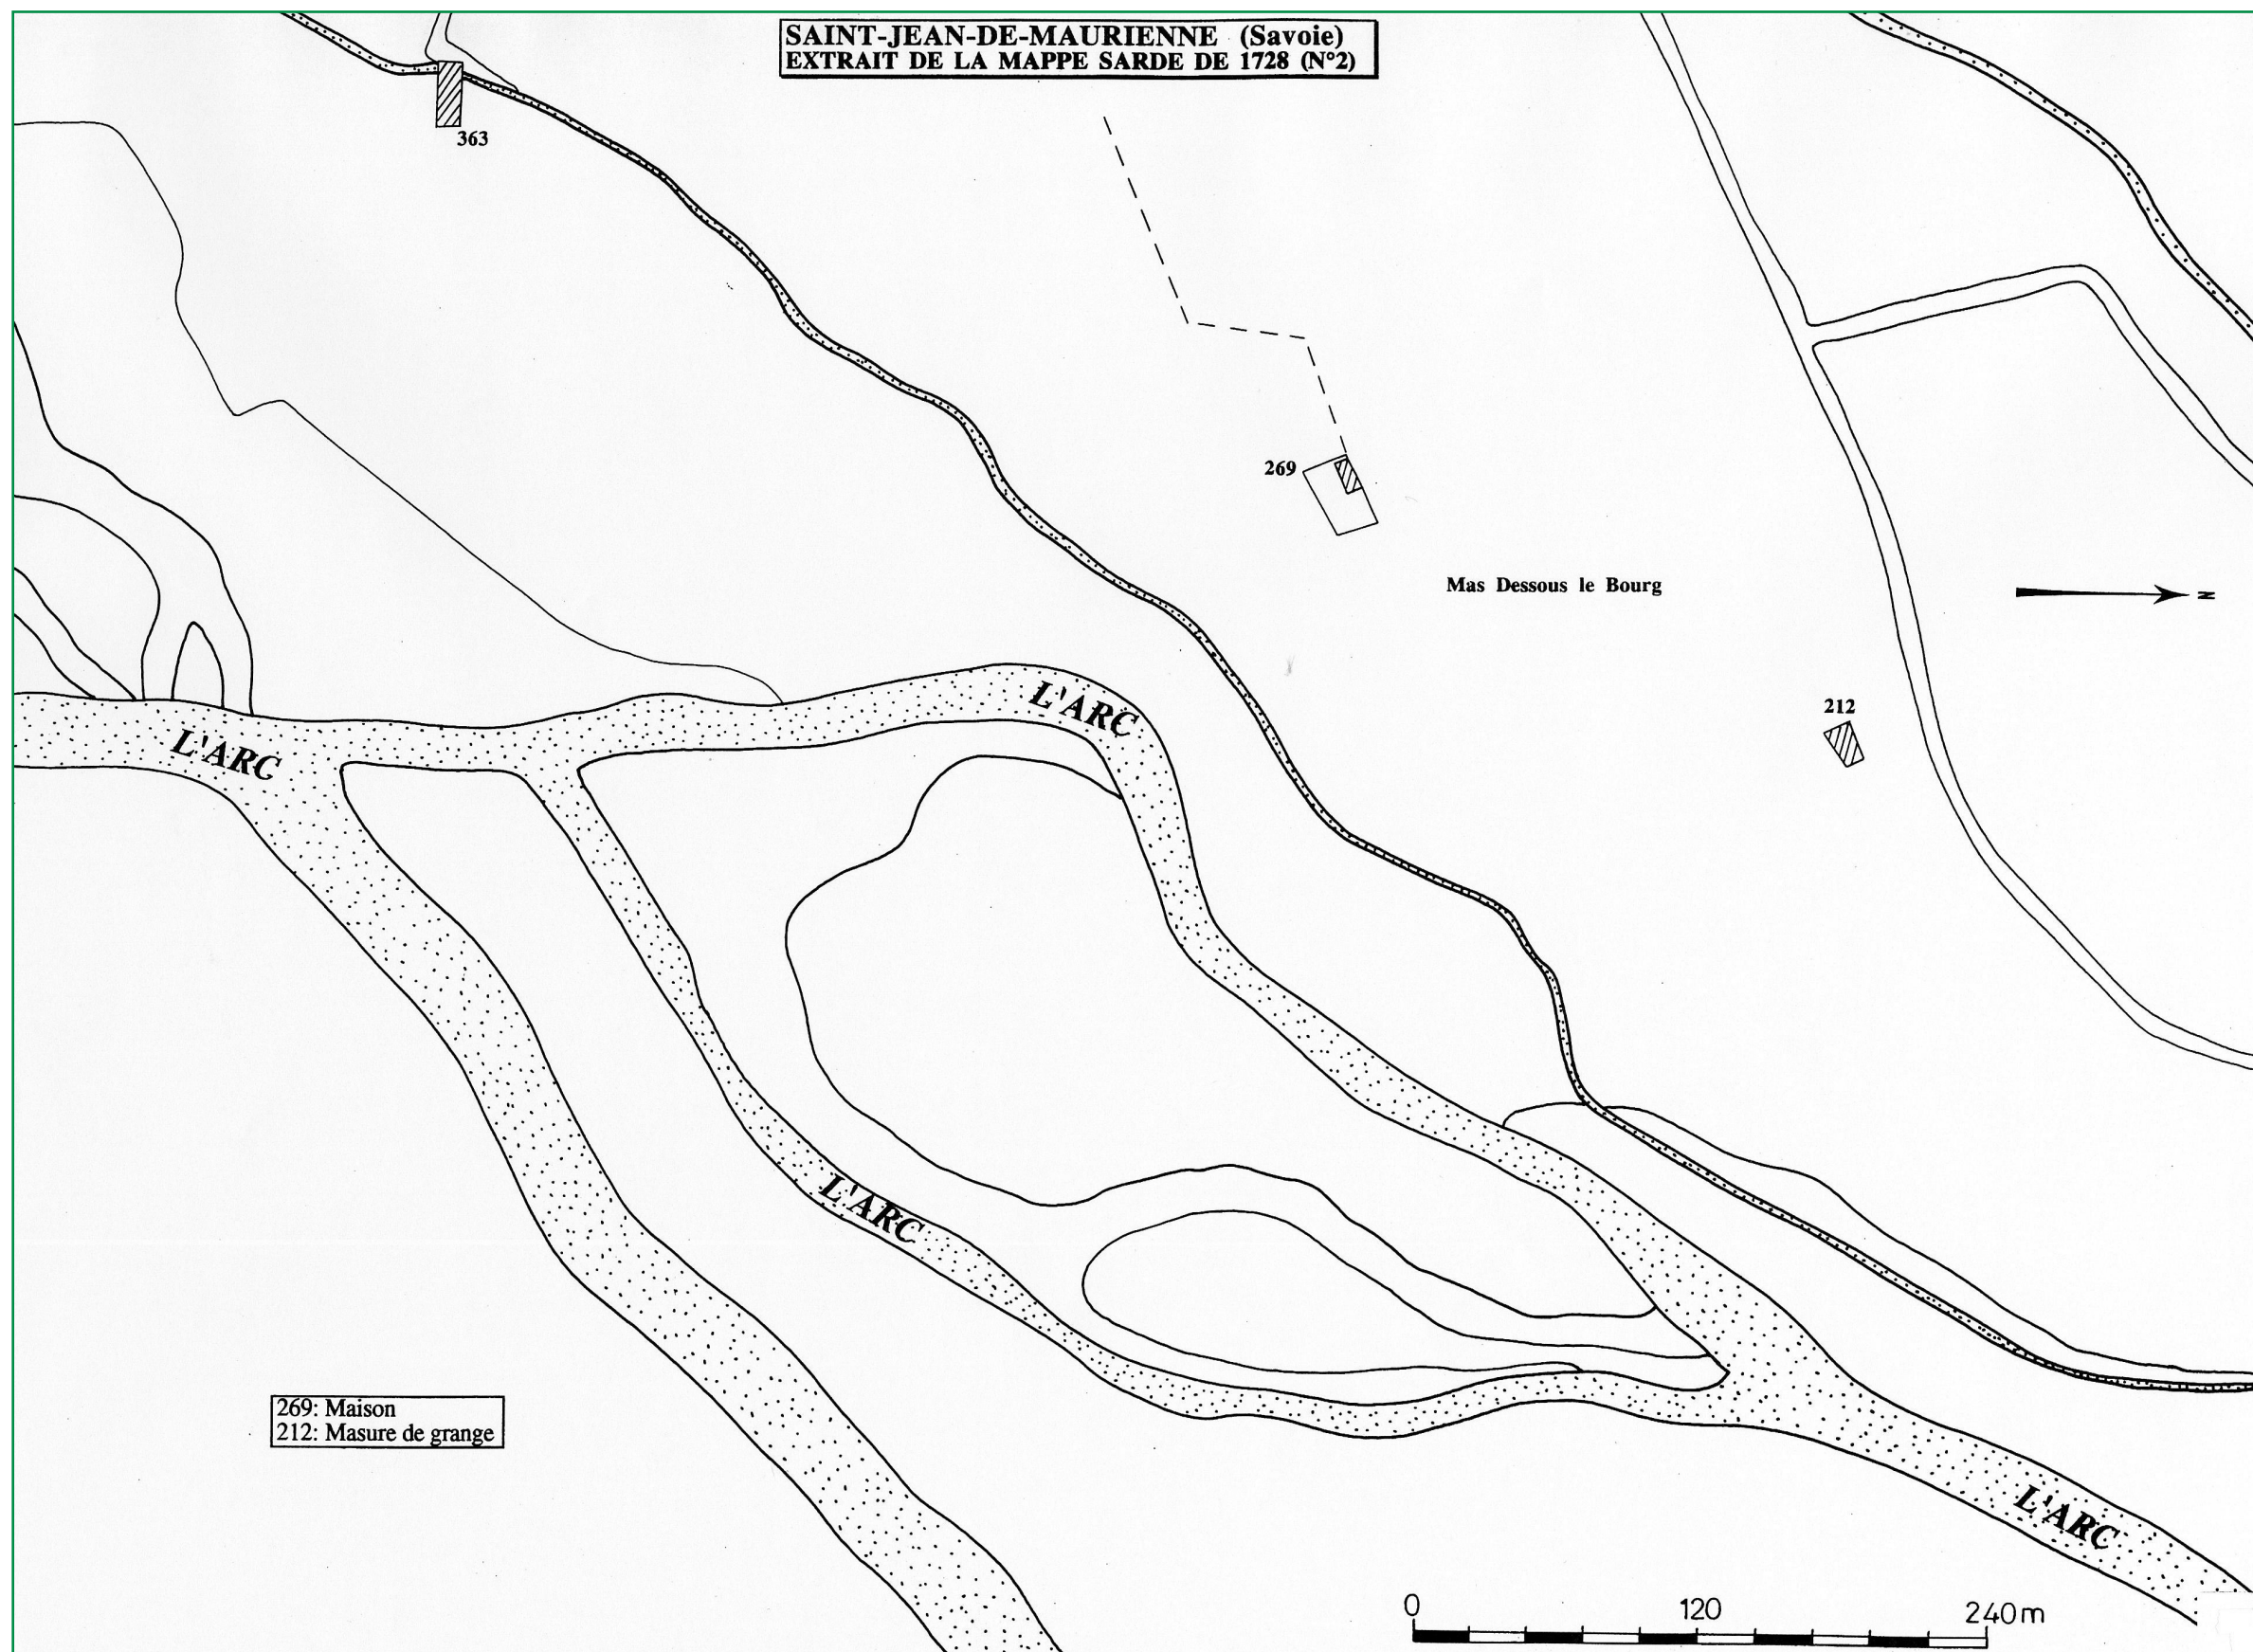 SAINT-JEAN-DE-MAURIENNE (Savoie)
EXTRAIT DE LA MAPPE SARDE DE 1728 (N°2)
363
269
Mas Dessous le Bourg
N
212
L'ARC
L'ARC
L'ARC
269: Maison
212: Masure de grange
L'ARC
0 120 240m